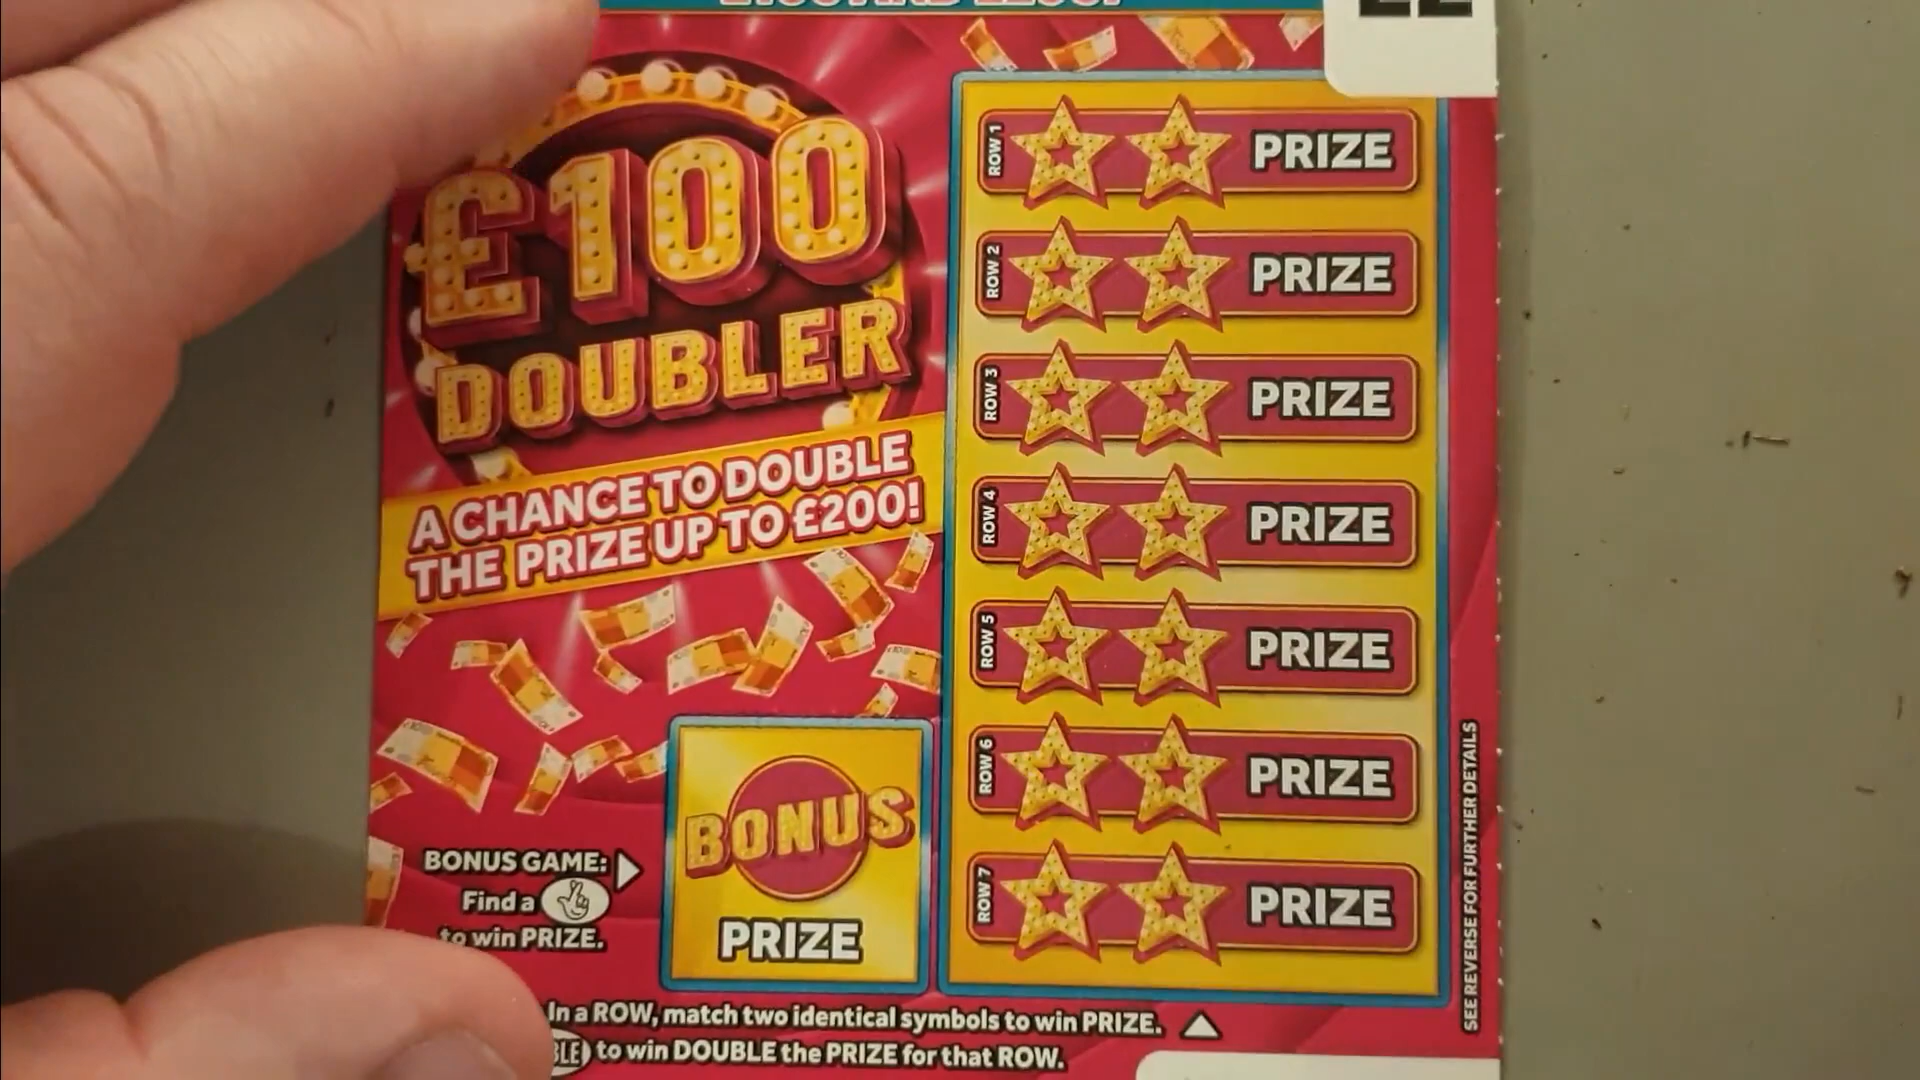 £100
DOUBLER
A CHANCE TO DOUBLE
THE PRIZE UP TO £200!
ROW 1 PRIZE
ROW 2 PRIZE
ROW 3 PRIZE
ROW 4 PRIZE
ROW 5 PRIZE
ROW 6 PRIZE
ROW 7 PRIZE
BONUS
PRIZE
BONUS GAME:
Find a
to win PRIZE.
In a ROW, match two identical symbols to win PRIZE.
to win DOUBLE the PRIZE for that ROW.
SEE REVERSE FOR FURTHER DETAILS